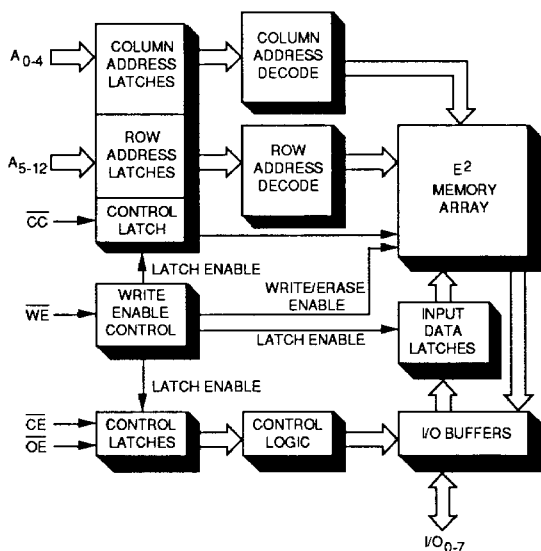 A0-4
COLUMN
ADDRESS
LATCHES
COLUMN
ADDRESS
DECODE
A5-12
ROW
ADDRESS
LATCHES
ROW
ADDRESS
DECODE
E2
MEMORY
ARRAY
CC
CONTROL
LATCH
LATCH ENABLE
WRITE/ERASE
ENABLE
WE
WRITE
ENABLE
CONTROL
LATCH ENABLE
INPUT
DATA
LATCHES
LATCH ENABLE
CE
OE
CONTROL
LATCHES
CONTROL
LOGIC
I/O BUFFERS
I/O0-7